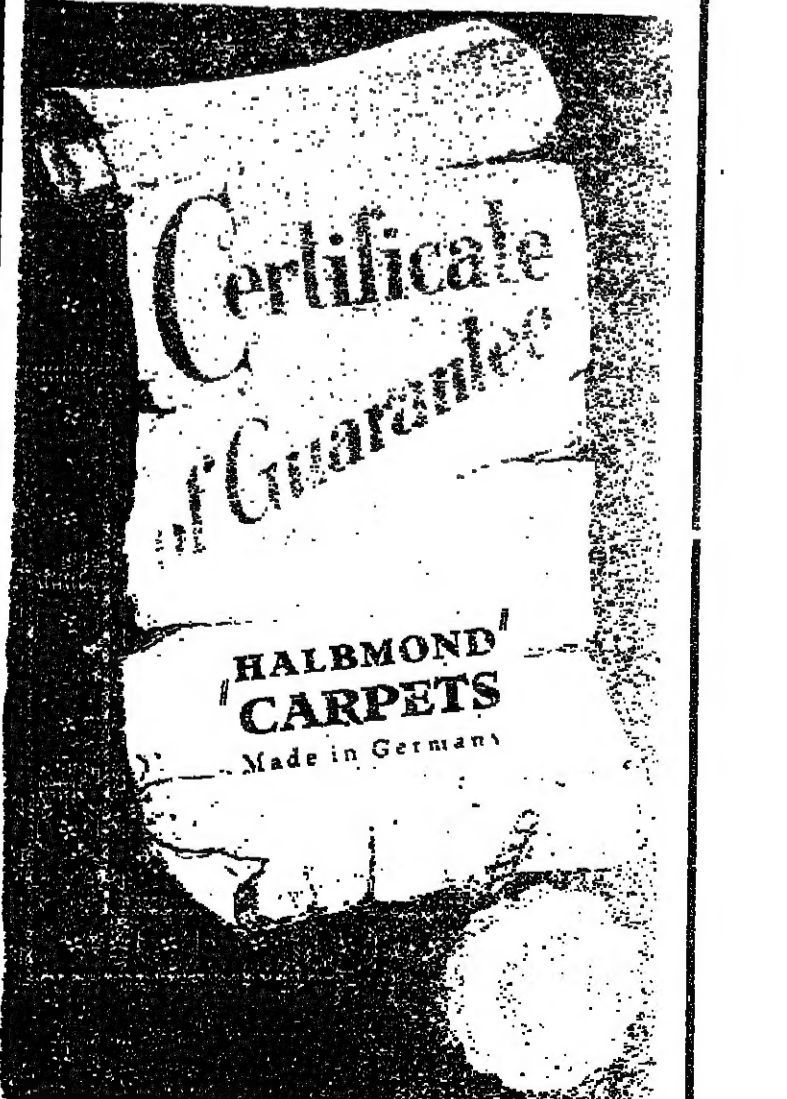 Certificate
of Guarantee
"HALBMOND"
CARPETS
Made in Germany